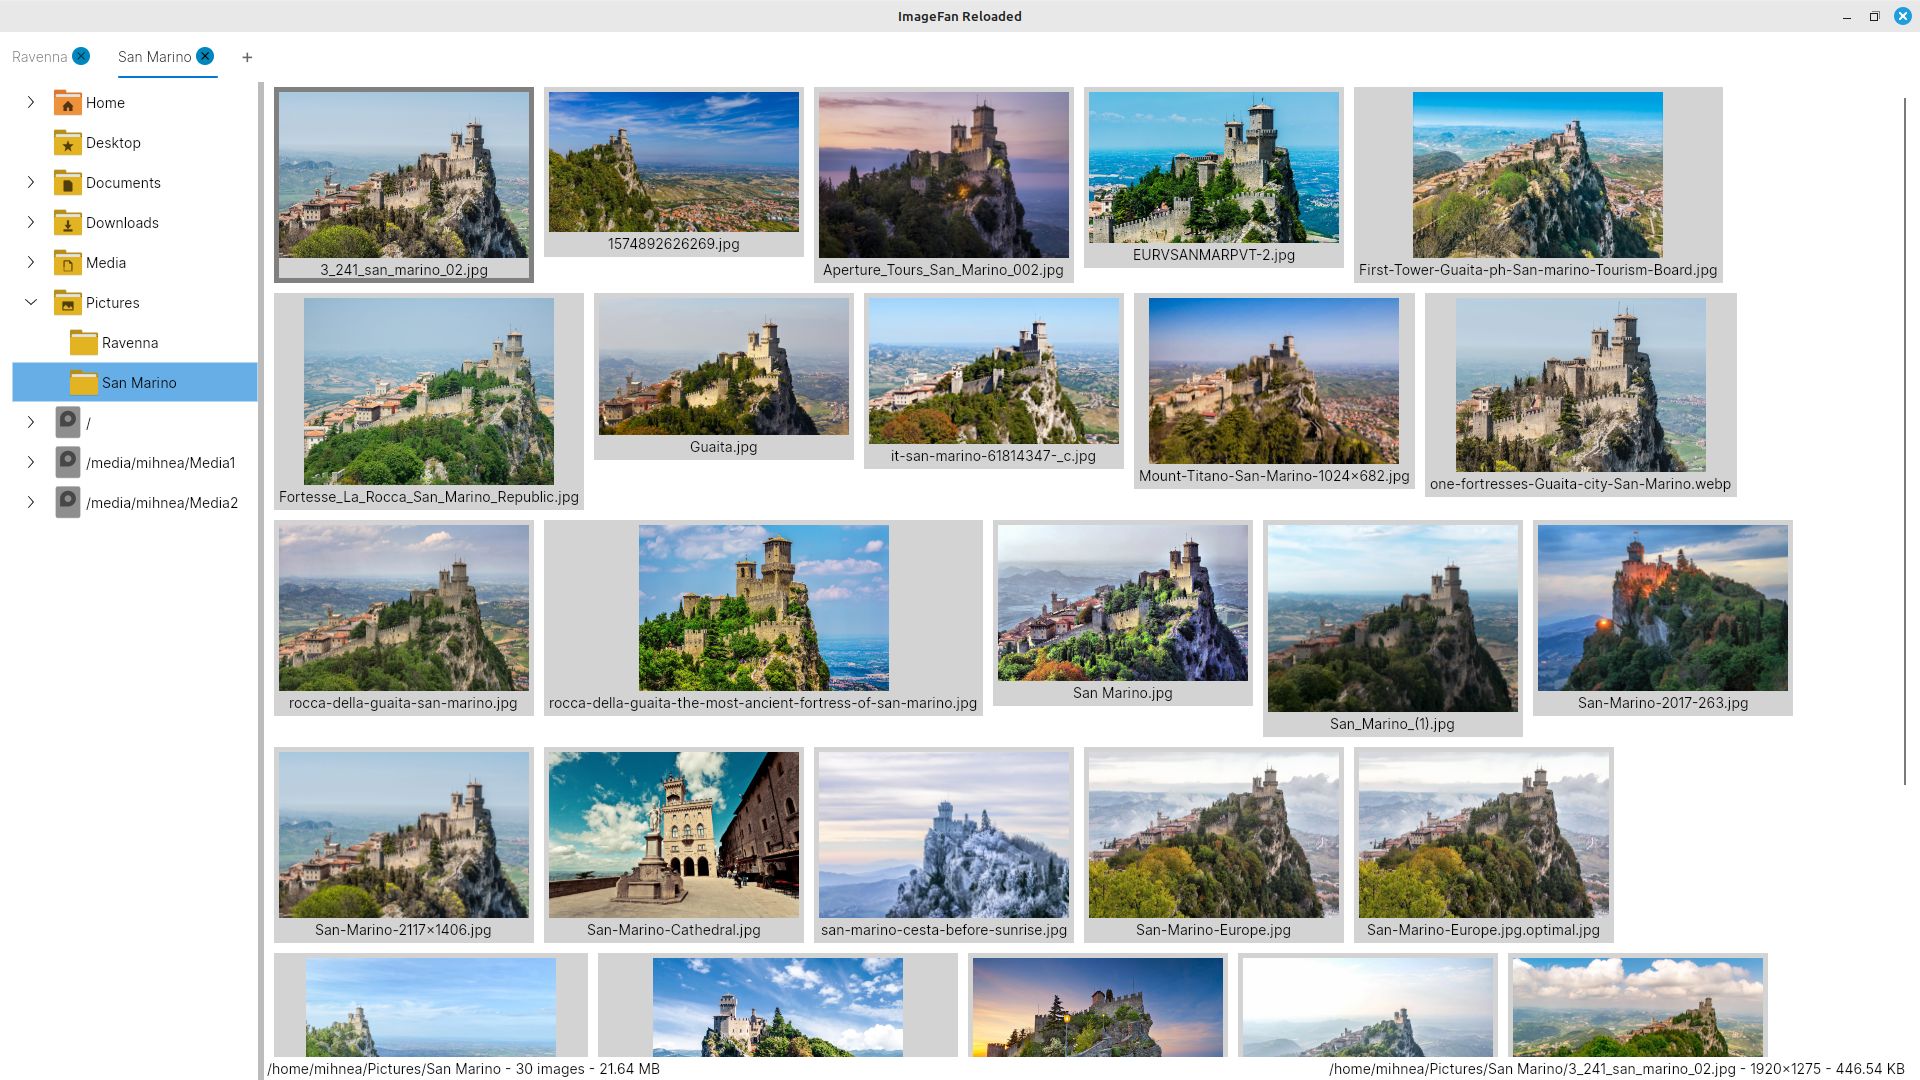 ImageFan Reloaded
Ravenna
San Marino
+
Home
Desktop
Documents
Downloads
Media
Pictures
Ravenna
San Marino
/
/media/mihnea/Media1
/media/mihnea/Media2
3_241_san_marino_02.jpg
1574892626269.jpg
Aperture_Tours_San_Marino_002.jpg
EURVSANMARPVT-2.jpg
First-Tower-Guaita-ph-San-marino-Tourism-Board.jpg
Fortesse_La_Rocca_San_Marino_Republic.jpg
Guaita.jpg
it-san-marino-61814347-_c.jpg
Mount-Titano-San-Marino-1024×682.jpg
one-fortresses-Guaita-city-San-Marino.webp
rocca-della-guaita-san-marino.jpg
rocca-della-guaita-the-most-ancient-fortress-of-san-marino.jpg
San Marino.jpg
San_Marino_(1).jpg
San-Marino-2017-263.jpg
San-Marino-2117×1406.jpg
San-Marino-Cathedral.jpg
san-marino-cesta-before-sunrise.jpg
San-Marino-Europe.jpg
San-Marino-Europe.jpg.optimal.jpg
/home/mihnea/Pictures/San Marino - 30 images - 21.64 MB
/home/mihnea/Pictures/San Marino/3_241_san_marino_02.jpg - 1920×1275 - 446.54 KB